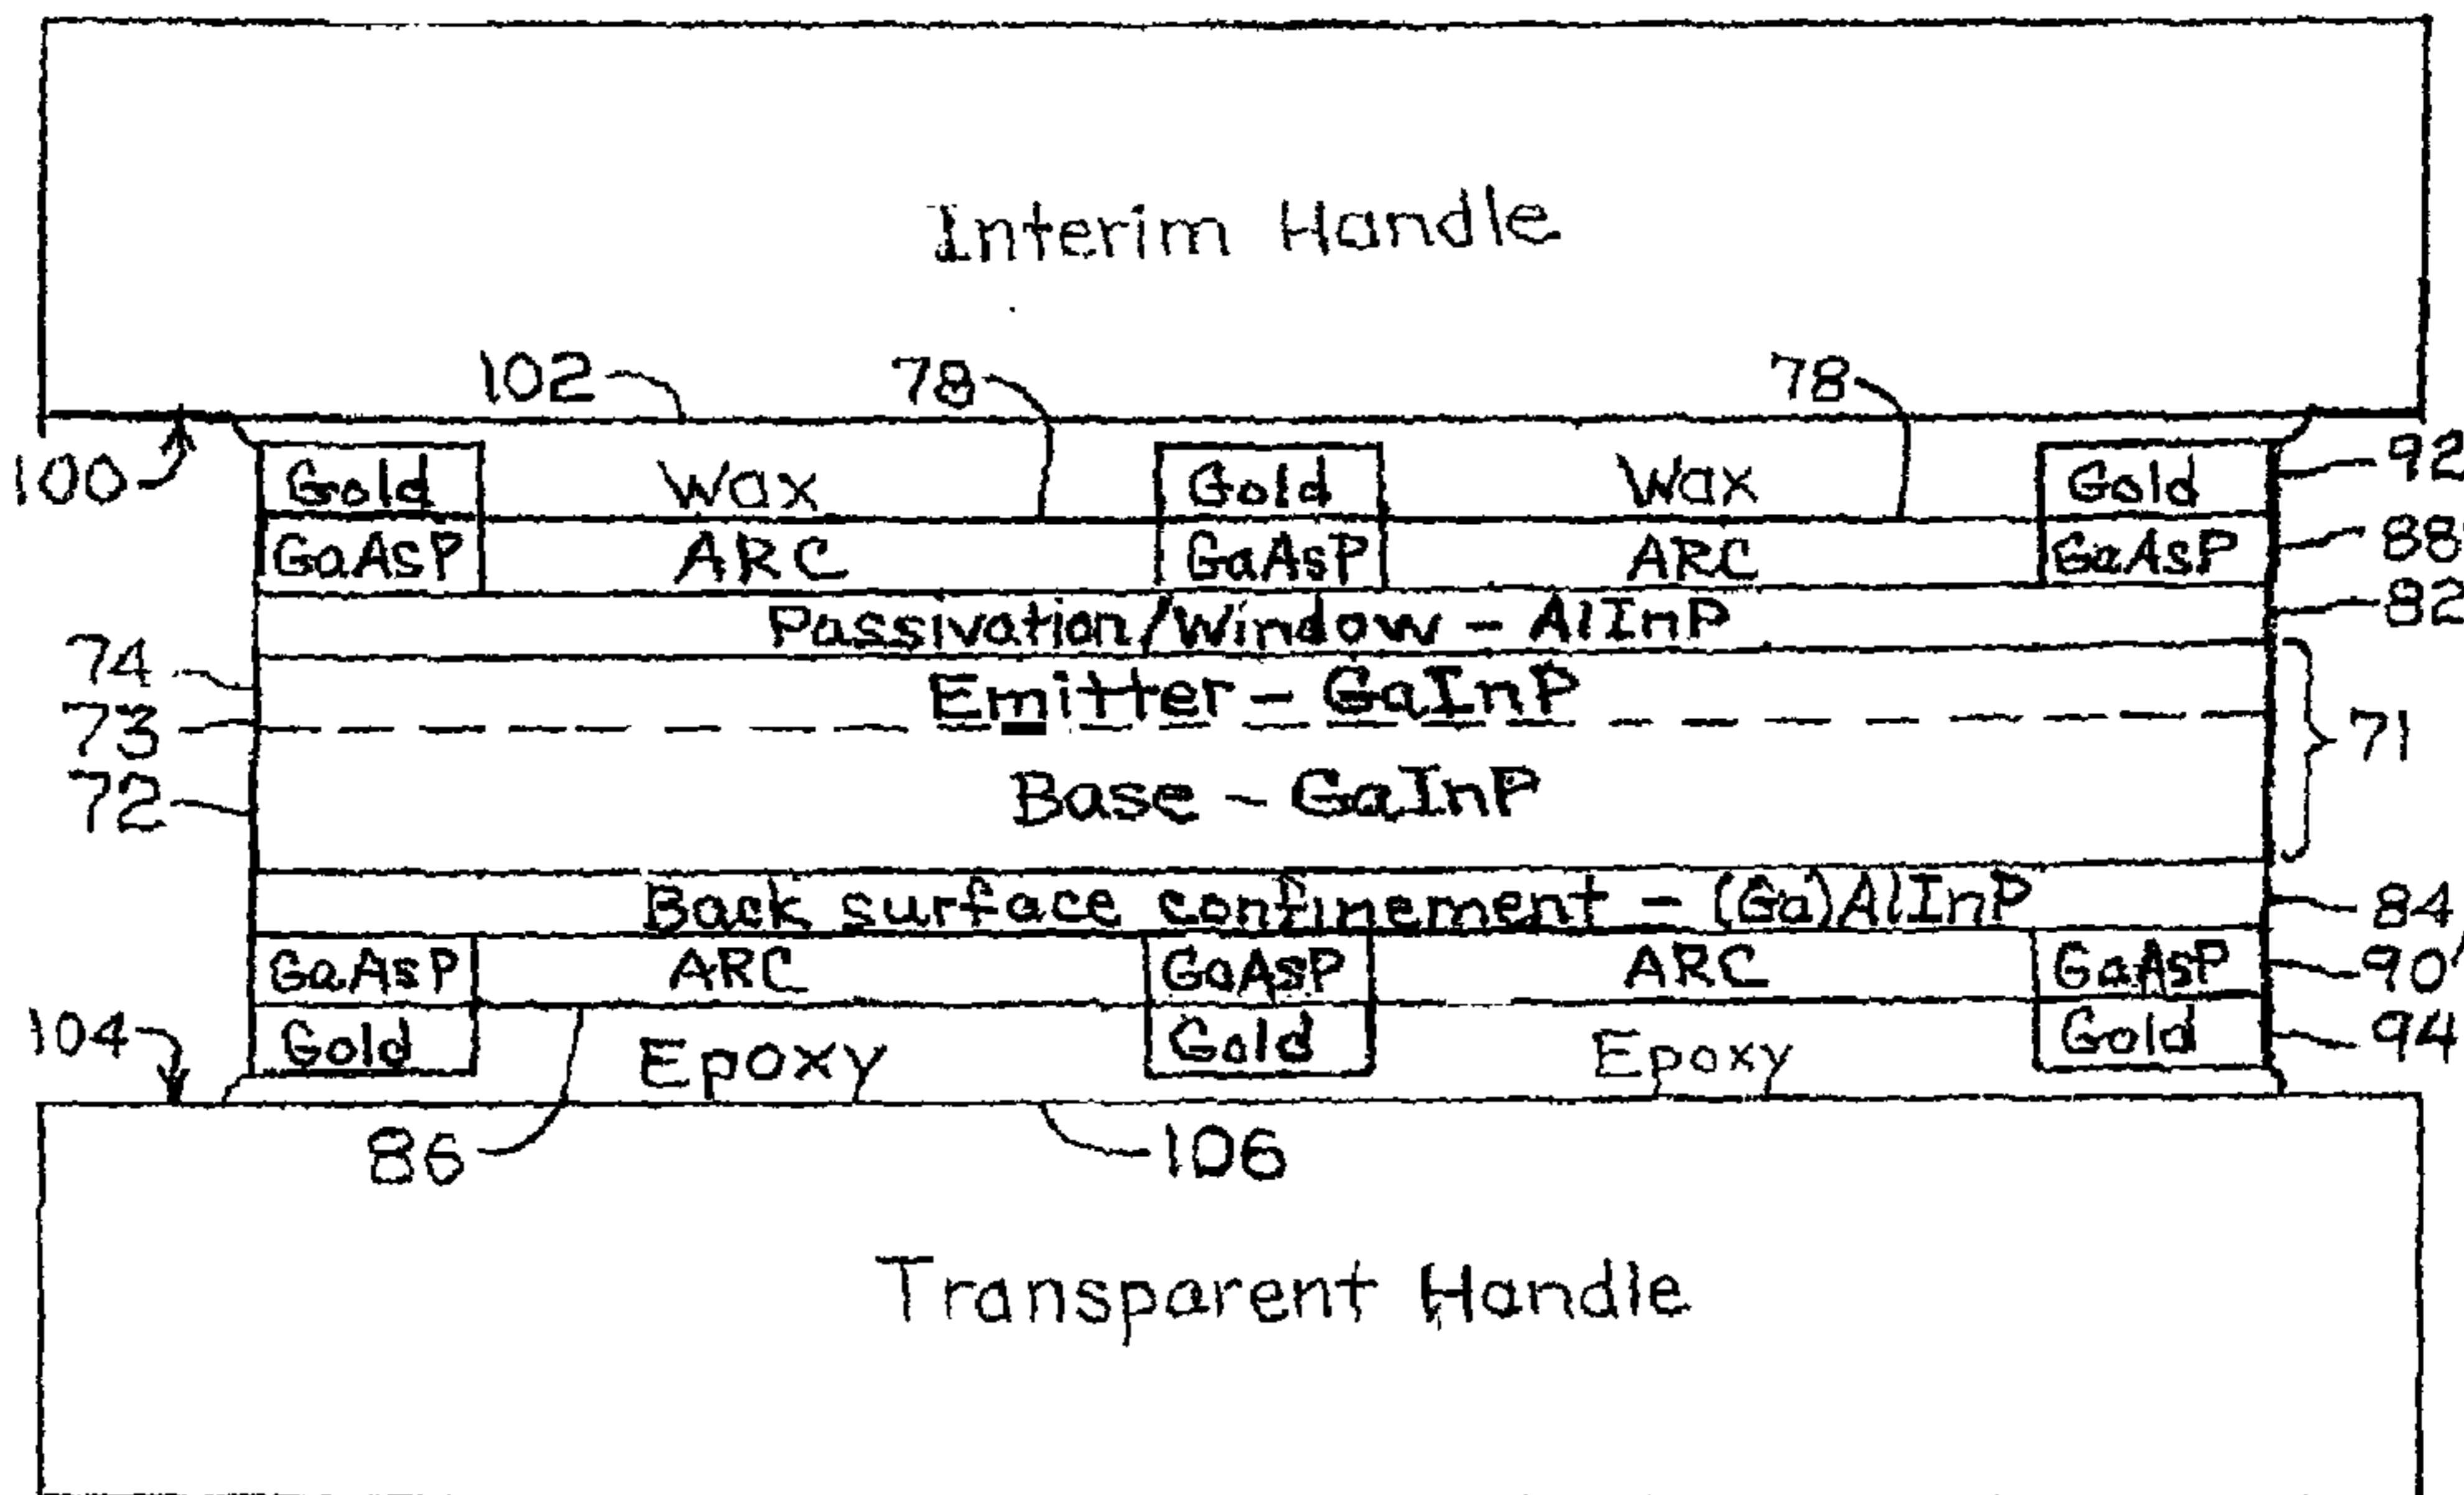 Interim Handle
102 78 78
100 Gold Wax Gold Wax Gold 92
GaAsP ARC GaAsP ARC GaAsP 88'
Passivation/Window - AlInP 82
74 Emitter - GaInP
73 71
72 Base - GaInP
Back surface confinement - (Ga)AlInP 84
GaAsP ARC GaAsP ARC GaAsP 90'
104 Gold Epoxy Gold Epoxy Gold 94
86 106
Transparent Handle